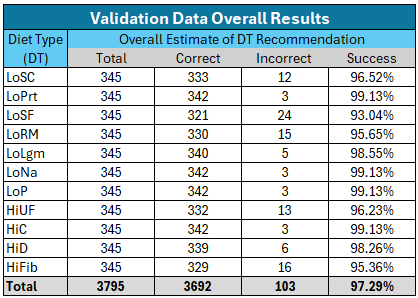 Validation Data Overall Results
Diet Type (DT) Overall Estimate of DT Recommendation
Total Correct Incorrect Success
LoSC 345 333 12 96.52%
LoPrt 345 342 3 99.13%
LoSF 345 321 24 93.04%
LoRM 345 330 15 95.65%
LoLgm 345 340 5 98.55%
LoNa 345 342 3 99.13%
LoP 345 342 3 99.13%
HiUF 345 332 13 96.23%
HiC 345 342 3 99.13%
HiD 345 339 6 98.26%
HiFib 345 329 16 95.36%
Total 3795 3692 103 97.29%